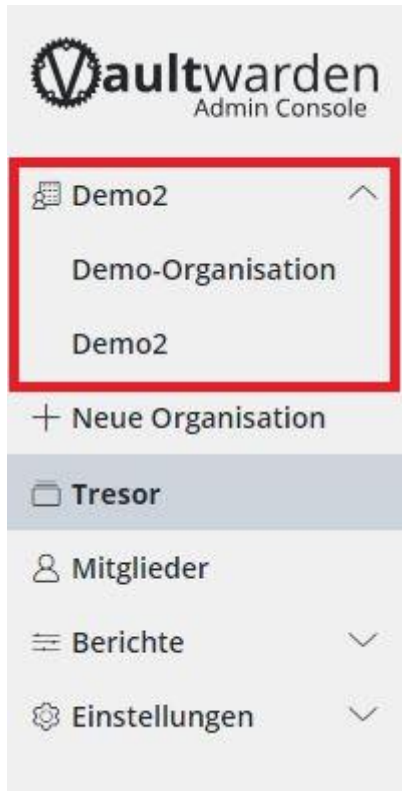 Vaultwarden
Admin Console
Demo2
Demo-Organisation
Demo2
Neue Organisation
Tresor
Mitglieder
Berichte
Einstellungen